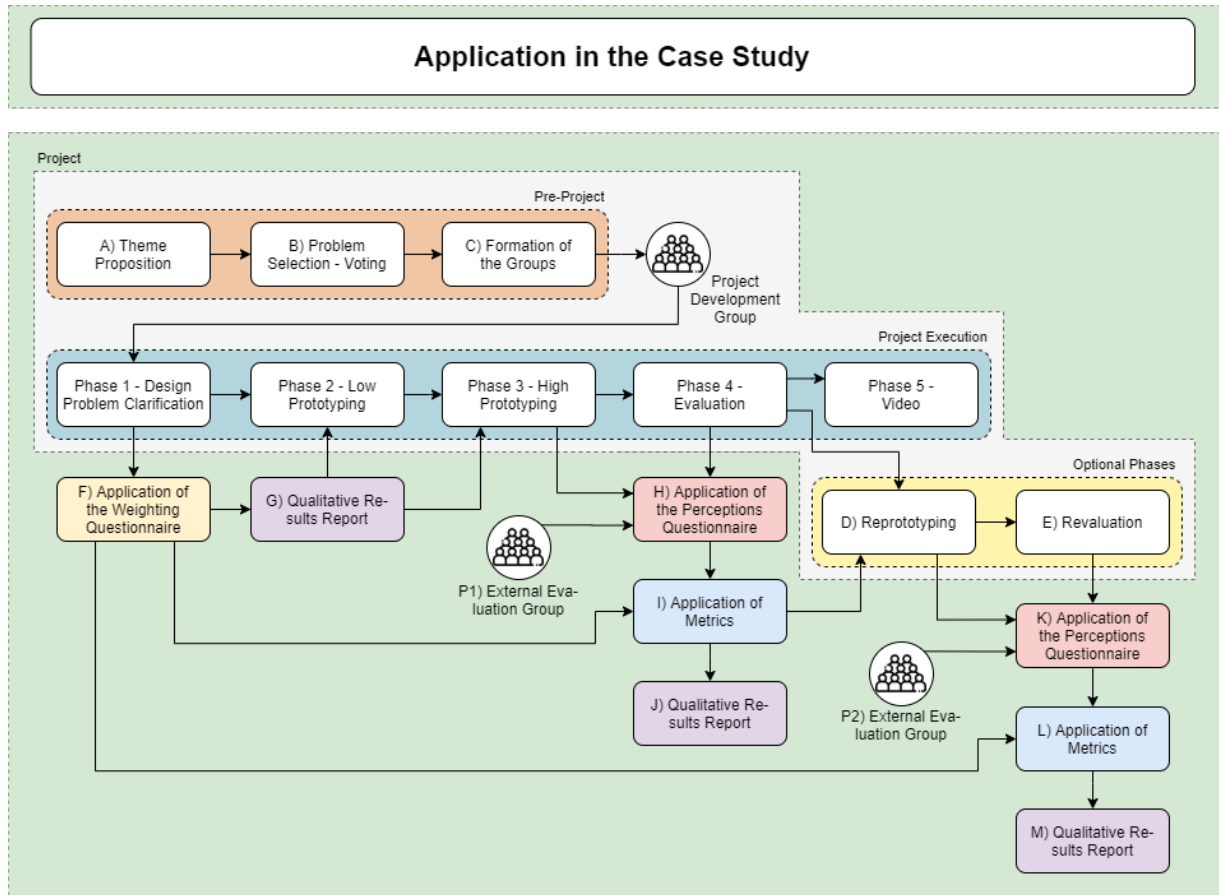 Application in the Case Study
Project
Pre-Project
A) Theme
Proposition
B) Problem
Selection - Voting
C) Formation of
the Groups
Project
Development
Group
Project Execution
Phase 1 - Design
Problem Clarification
Phase 2 - Low
Prototyping
Phase 3 - High
Prototyping
Phase 4 -
Evaluation
Phase 5 -
Video
Optional Phases
F) Application of
the Weighting
Questionnaire
G) Qualitative Re-
sults Report
H) Application of
the Perceptions
Questionnaire
D) Reprototyping
E) Revaluation
P1) External Eva-
luation Group
I) Application of
Metrics
K) Application of
the Perceptions
Questionnaire
J) Qualitative Re-
sults Report
P2) External Eva-
luation Group
L) Application of
Metrics
M) Qualitative Re-
sults Report